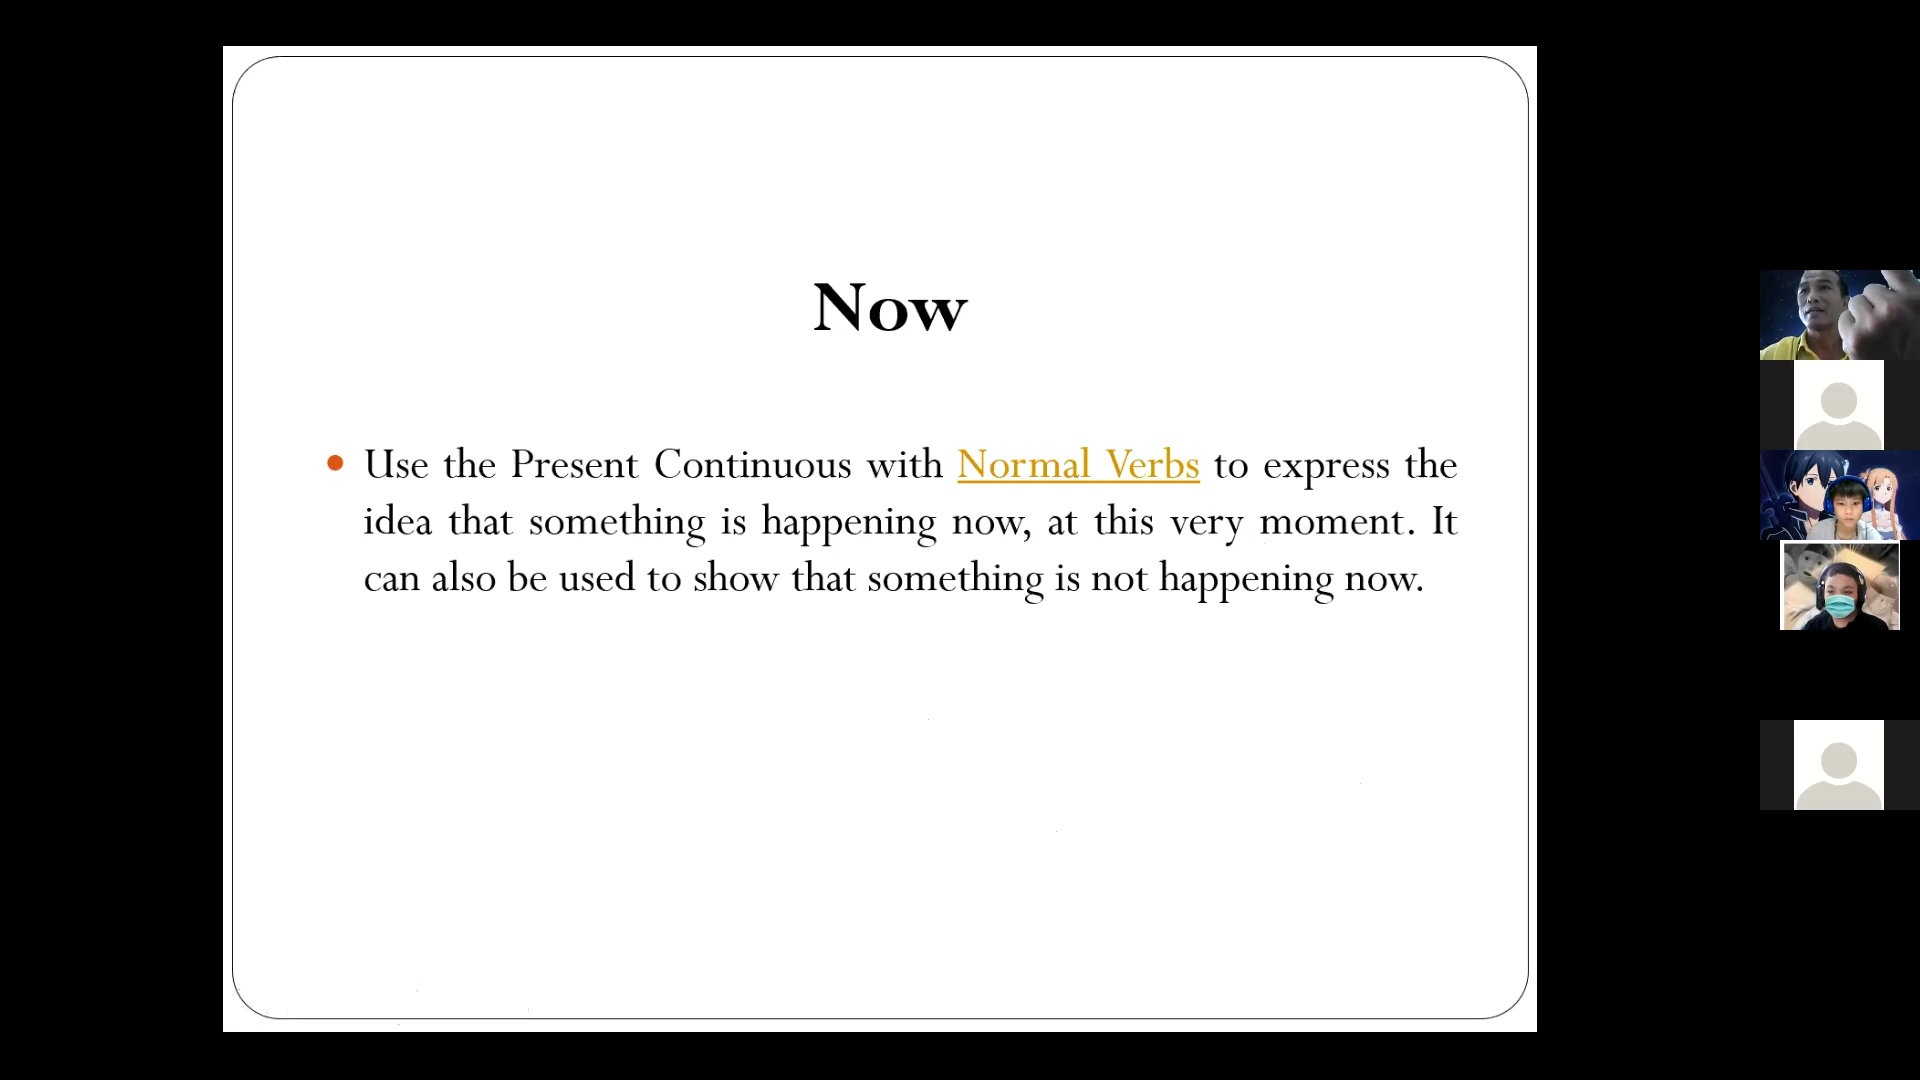 Now
Use the Present Continuous with Normal Verbs to express the
idea that something is happening now, at this very moment. It
can also be used to show that something is not happening now.